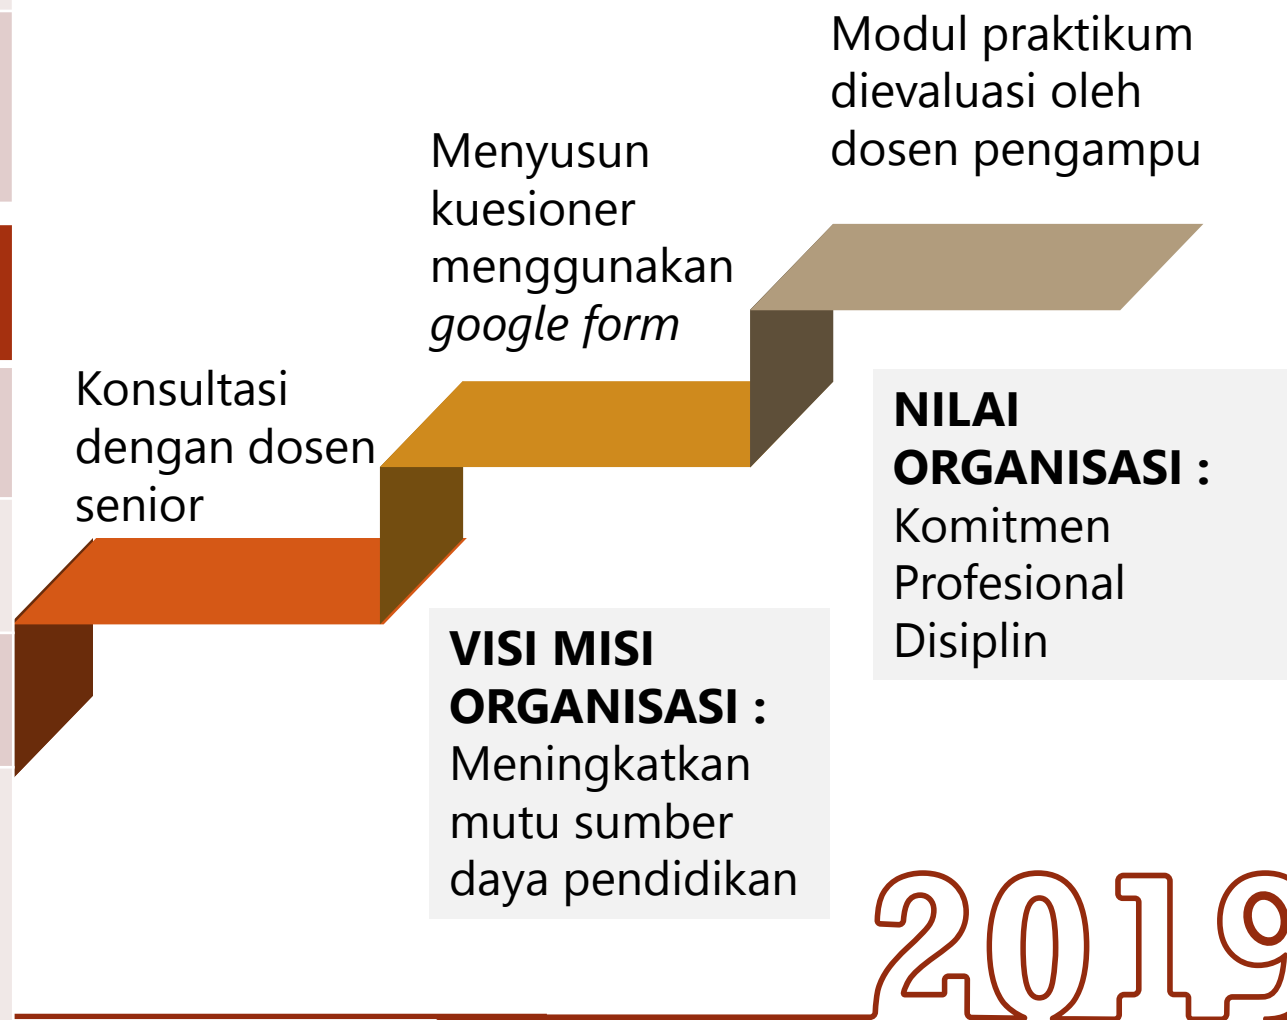 Modul praktikum
dievaluasi oleh
dosen pengampu
Menyusun
kuesioner
menggunakan
google form
Konsultasi
dengan dosen
senior
NILAI
ORGANISASI :
Komitmen
Profesional
Disiplin
VISI MISI
ORGANISASI :
Meningkatkan
mutu sumber
daya pendidikan
2019